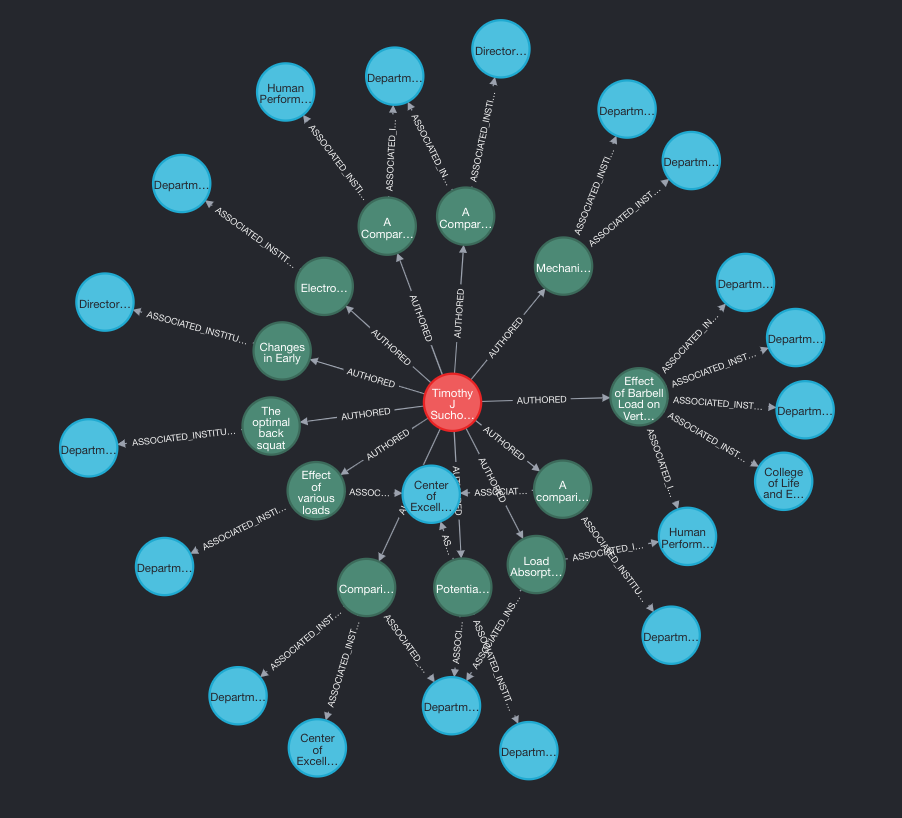 Director…
Departm…
Human
Perform…
Departm…
ASSOCIATED_INSTI…
ASSOCIATED_I…
ASSOCIATED_IN…
ASSOCIATED_INSTI…
Departm…
Departm…
ASSOCIATED_INSTI…
ASSOCIATED_INST…
A
Compar…
A
Compar…
ASSOCIATED_INSTIT…
Mechani…
Electro…
Departm…
Director…
ASSOCIATED_INSTITU…
AUTHORED
AUTHORED
AUTHORED
AUTHORED
Changes
in Early
AUTHORED
ASSOCIATED_IN…
Departm…
ASSOCIATED_INST…
Timothy
J
Sucho…
AUTHORED
Effect
of Barbell
Load on
Vert…
ASSOCIATED_INST…
Departm…
The
optimal
back
squat
AUTHORED
ASSOCIATED_INSTITU…
Departm…
AUTHORED
AUTHORED
AUTHORED
ASSOCIATED_INST…
College
of Life
and E…
Effect
of
various
loads
ASSOC…
Center
of
Excell…
ASSOCIAT…
A
compari…
ASSOCIATED_I…
ASSOCIATED_INSTI…
Departm…
AS…
Load
Absorpt…
ASSOCIATED_I…
Human
Perform…
ASSOCIATED_INSTITU…
Compari…
Potentia…
ASSOCIATED_INST…
ASSOCIATED_INST…
ASSOCIATED…
ASSOCI…
ASSOCIATED_INS…
ASSOCIATED_INSTIT…
Departm…
Departm…
Departm…
Center
of
Excell…
Departm…